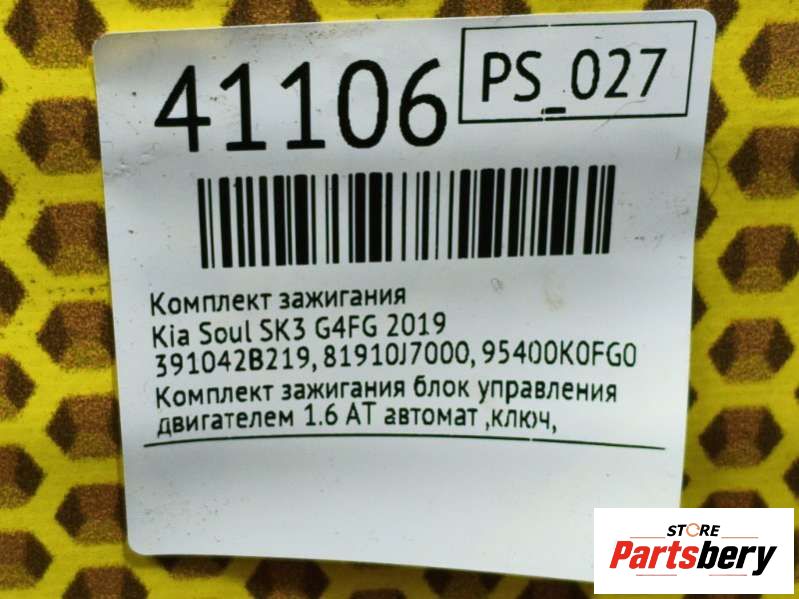 41106
PS_027
Комплект зажигания
Kia Soul SK3 G4FG 2019
391042B219, 81910J7000, 95400K0FG0
Комплект зажигания блок управления
двигателем 1.6 АТ автомат ,ключ,
STORE
Partsbery